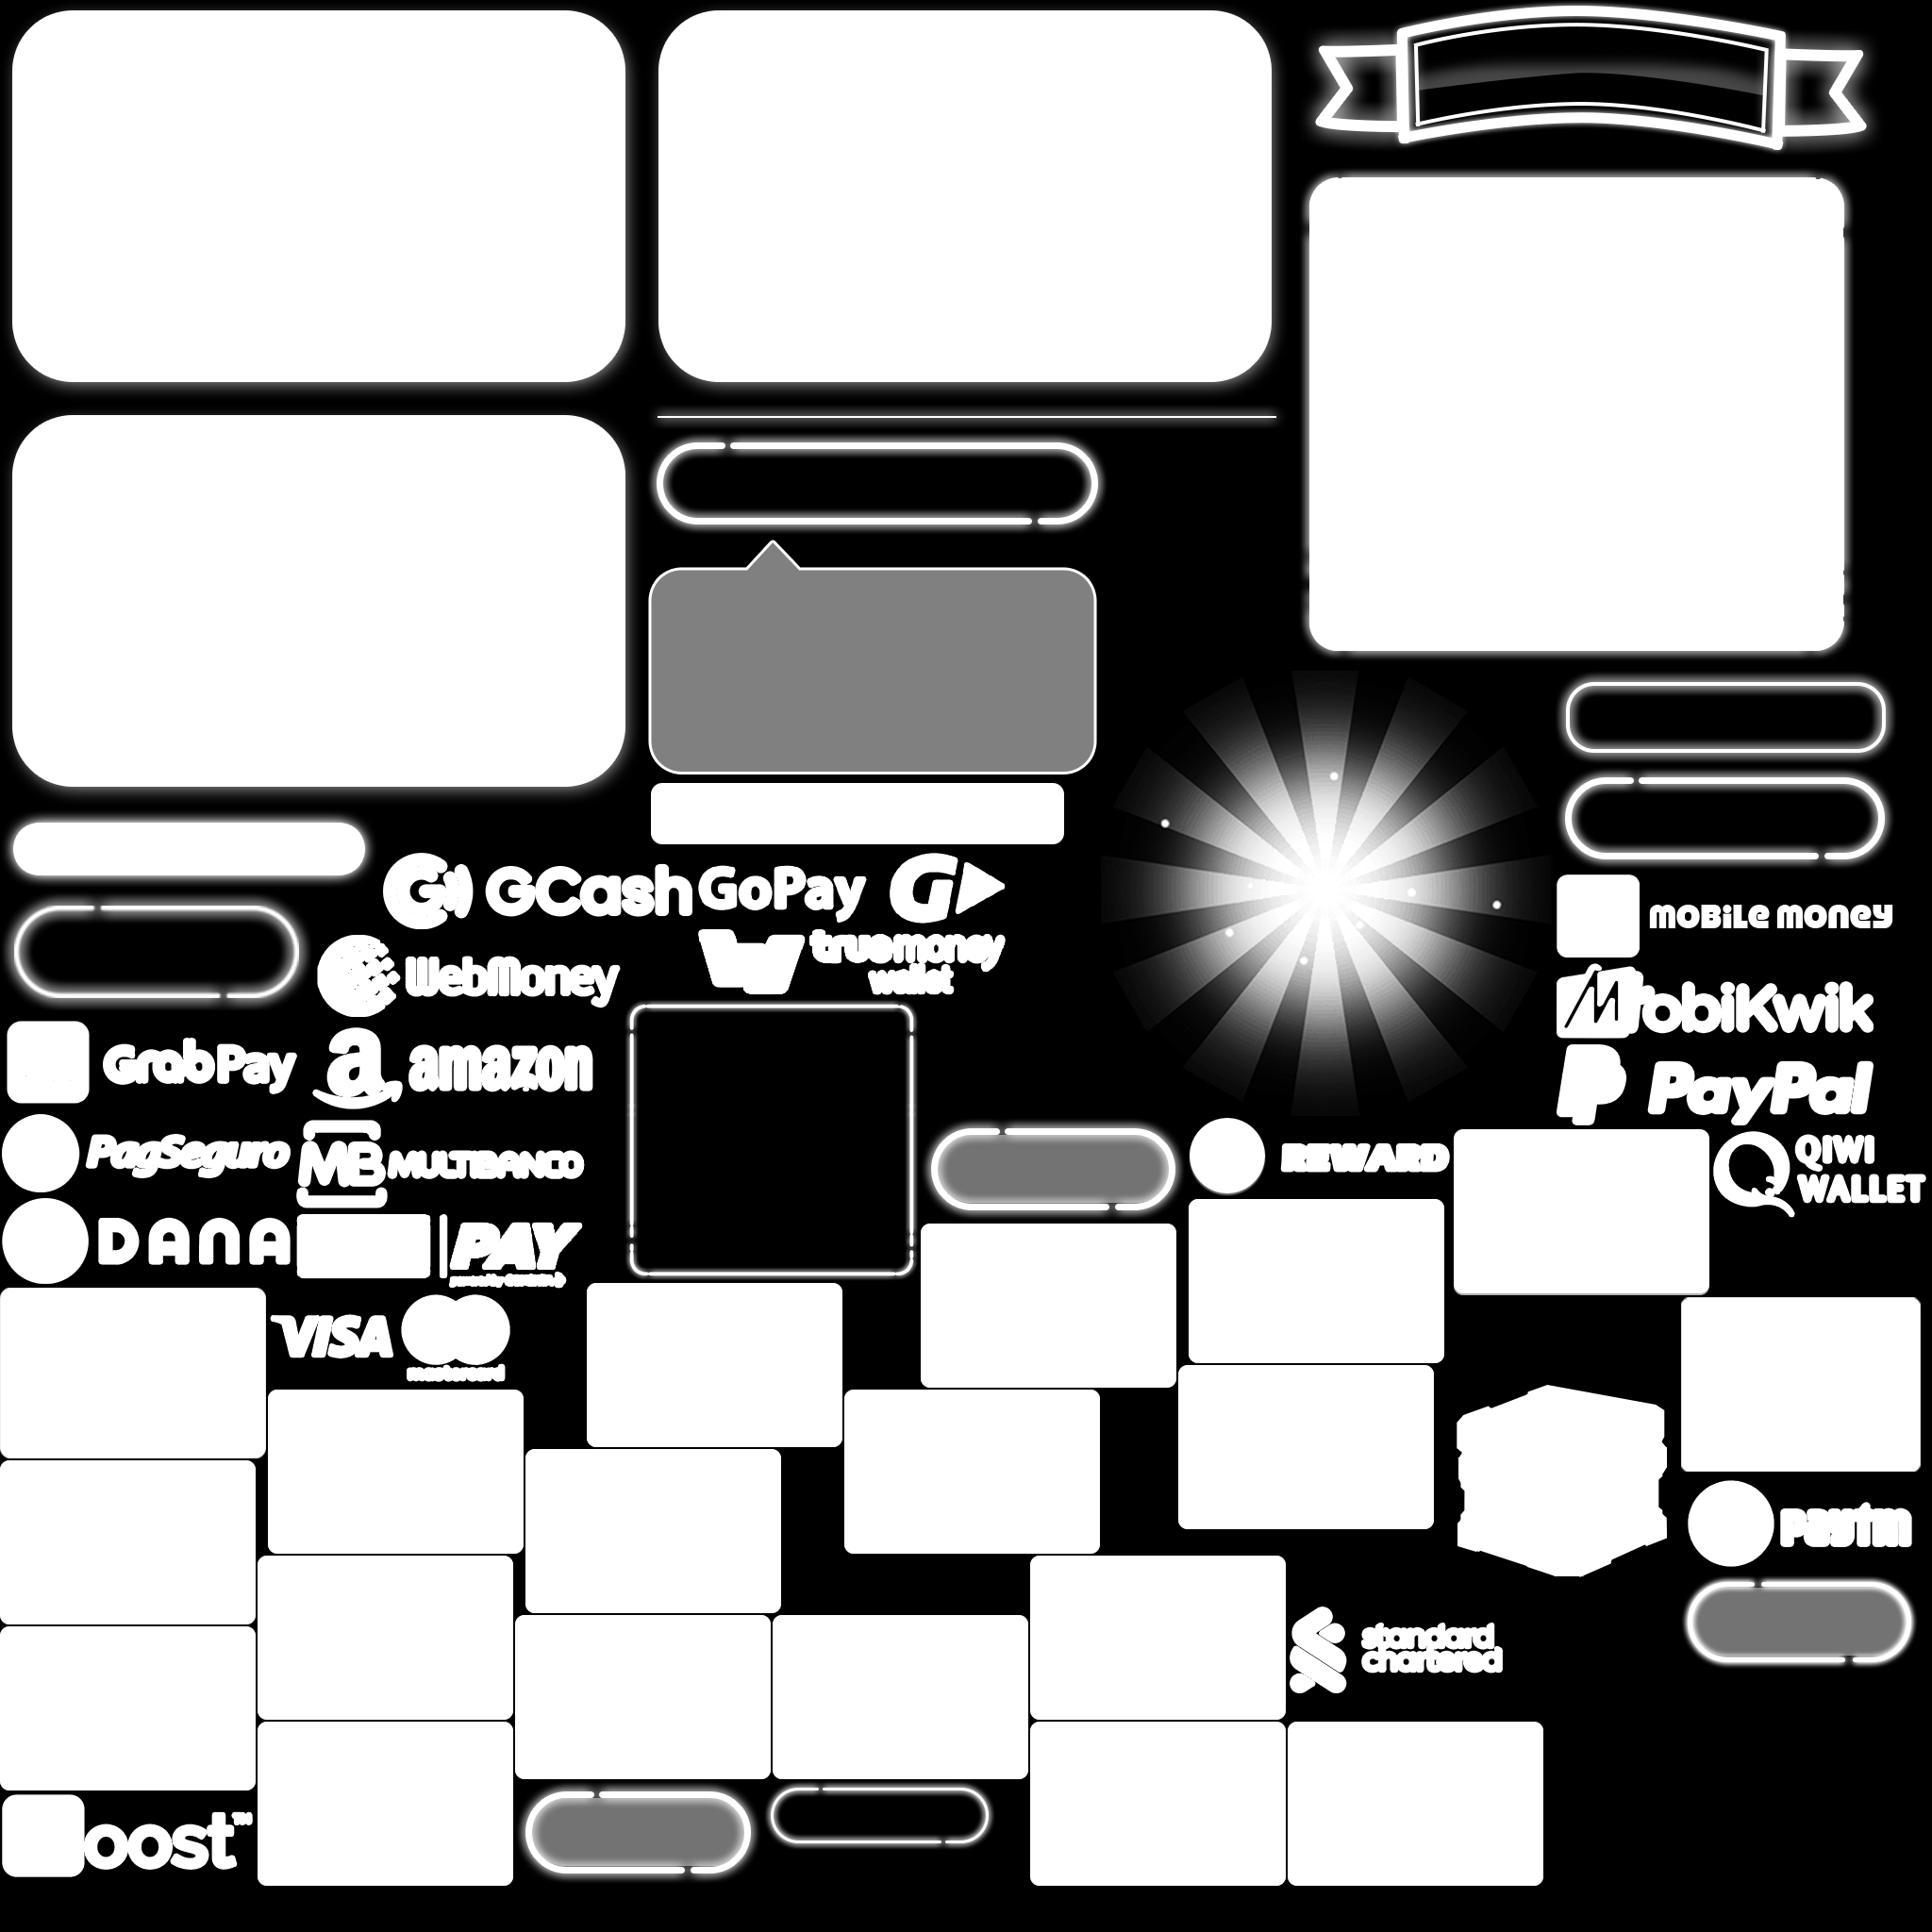 GCash
GoPay
WebMoney
truemoney
wallet
MOBILE MONEY
MobiKwik
GrabPay
a amazon
P PayPal
PagSeguro
MB MULTIBANCO
REWARD
QIWI
WALLET
DANA
PAY
VISA
mastercard
Paytm
standard
chartered
oost™